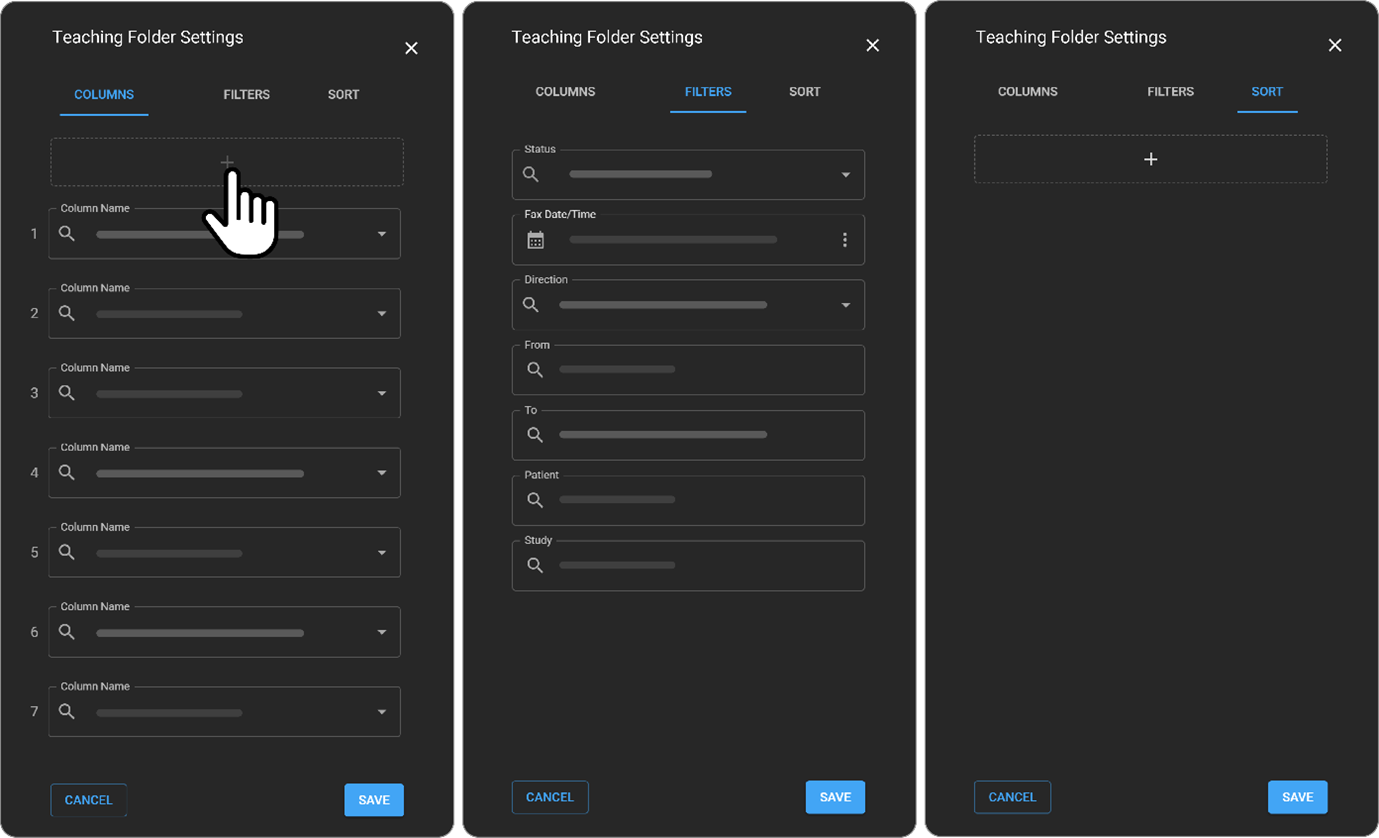 Teaching Folder Settings
COLUMNS FILTERS SORT
Column Name
1
Column Name
2
Column Name
3
Column Name
4
Column Name
5
Column Name
6
Column Name
7
CANCEL SAVE
Teaching Folder Settings
COLUMNS FILTERS SORT
Status
Fax Date/Time
Direction
From
To
Patient
Study
CANCEL SAVE
Teaching Folder Settings
COLUMNS FILTERS SORT
+
CANCEL SAVE